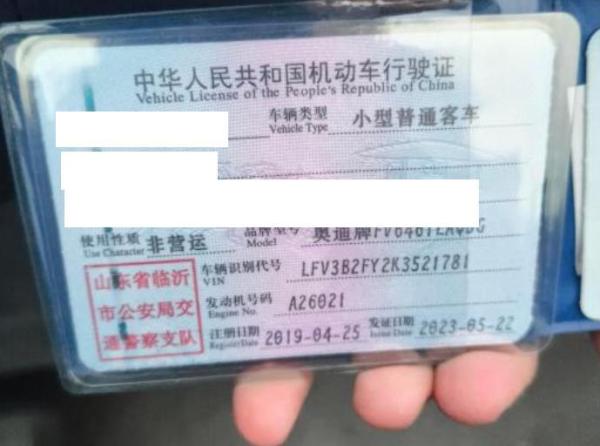 中华人民共和国机动车行驶证
Vehicle License of the People's Republic of China
车辆类型 小型普通客车
Vehicle Type
使用性质 非营运 品牌型号
Use Character Model
山东省临沂 车辆识别代号 LFV3B2FY2K3521781
VIN
市公安局交 发动机号码 A26021
Engine No.
通警察支队 注册日期 2019-04-25 发证日期 2023-05-22
Register Date Issue Date